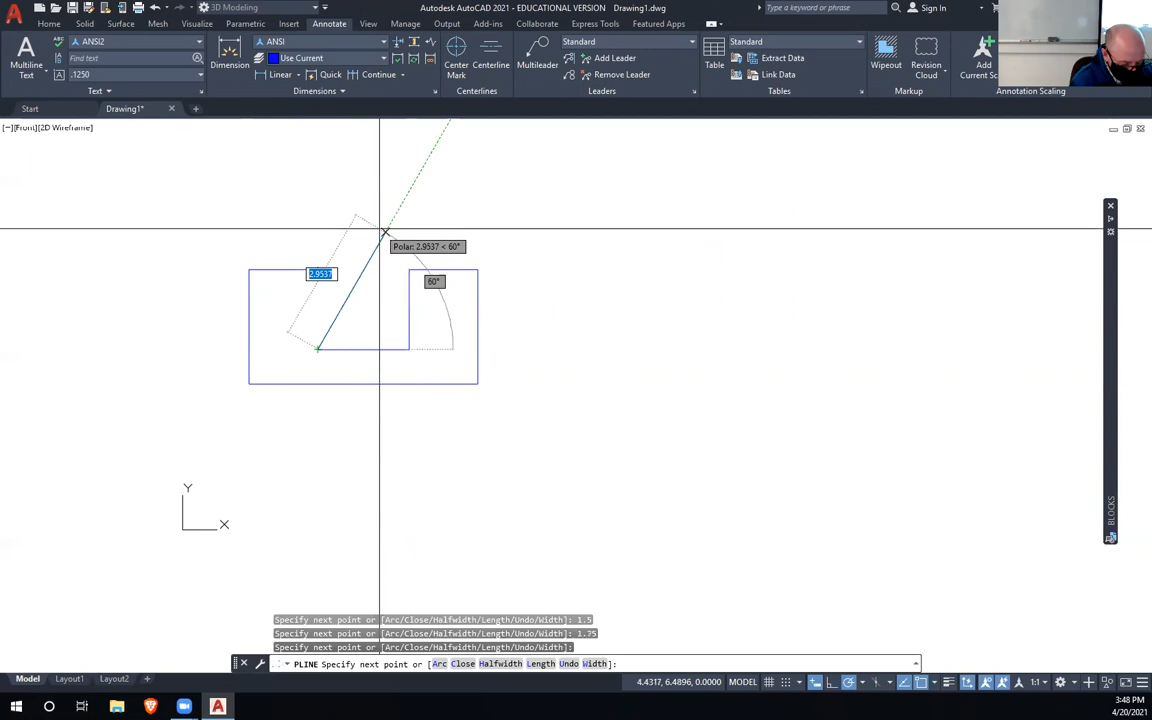 3D Modeling
Autodesk AutoCAD 2021 - EDUCATIONAL VERSION Drawing1.dwg
Type a keyword or phrase
Sign In
Home Solid Surface Mesh Visualize Parametric Insert Annotate View Manage Output Add-ins Collaborate Express Tools Featured Apps
Multiline
Text
ANSI2
Find text
.1250
Text
Dimension
ANSI
Use Current
Linear
Quick
Continue
Dimensions
Center
Mark
Centerline
Centerlines
Multileader
Standard
Add Leader
Remove Leader
Leaders
Table
Standard
Extract Data
Link Data
Tables
Wipeout
Revision
Cloud
Markup
Add
Current Sc
Annotation Scaling
Start
Drawing1*
[−][Front][2D Wireframe]
Polar: 2.9537 < 60°
2.9537
60°
BLOCKS
Y
X
Specify next point or [Arc/Close/Halfwidth/Length/Undo/Width]: 1.5
Specify next point or [Arc/Close/Halfwidth/Length/Undo/Width]: 1.75
Specify next point or [Arc/Close/Halfwidth/Length/Undo/Width]:
PLINE Specify next point or [Arc Close Halfwidth Length Undo Width]:
Model Layout1 Layout2
4.4317, 6.4896, 0.0000 MODEL
1:1
3:48 PM
4/20/2021